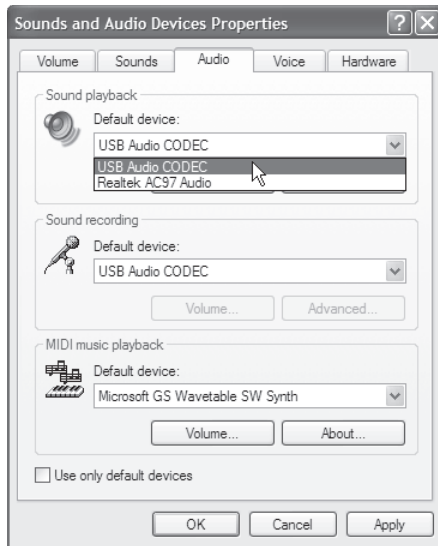 Sounds and Audio Devices Properties
Volume
Sounds
Audio
Voice
Hardware
Sound playback
Default device:
USB Audio CODEC
USB Audio CODEC
Realtek AC97 Audio
Sound recording
Default device:
USB Audio CODEC
Volume...
Advanced...
MIDI music playback
Default device:
Microsoft GS Wavetable SW Synth
Volume...
About...
Use only default devices
OK
Cancel
Apply